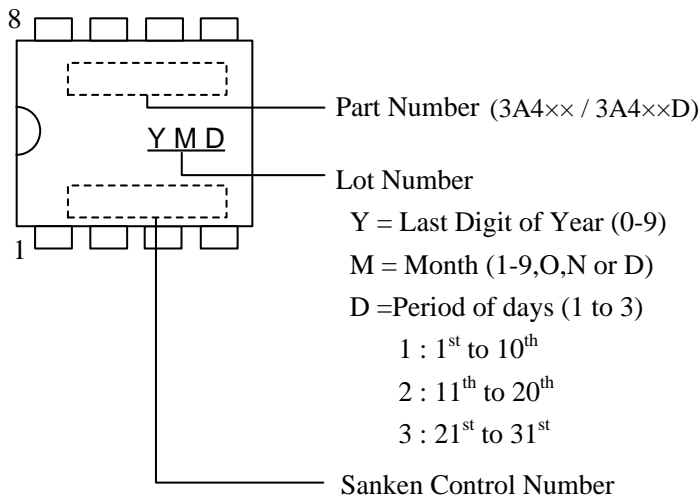 8
Part Number (3A4×× / 3A4××D)
Y M D
Lot Number
Y = Last Digit of Year (0-9)
1
M = Month (1-9,O,N or D)
D =Period of days (1 to 3)
1 : 1st to 10th
2 : 11th to 20th
3 : 21st to 31st
Sanken Control Number